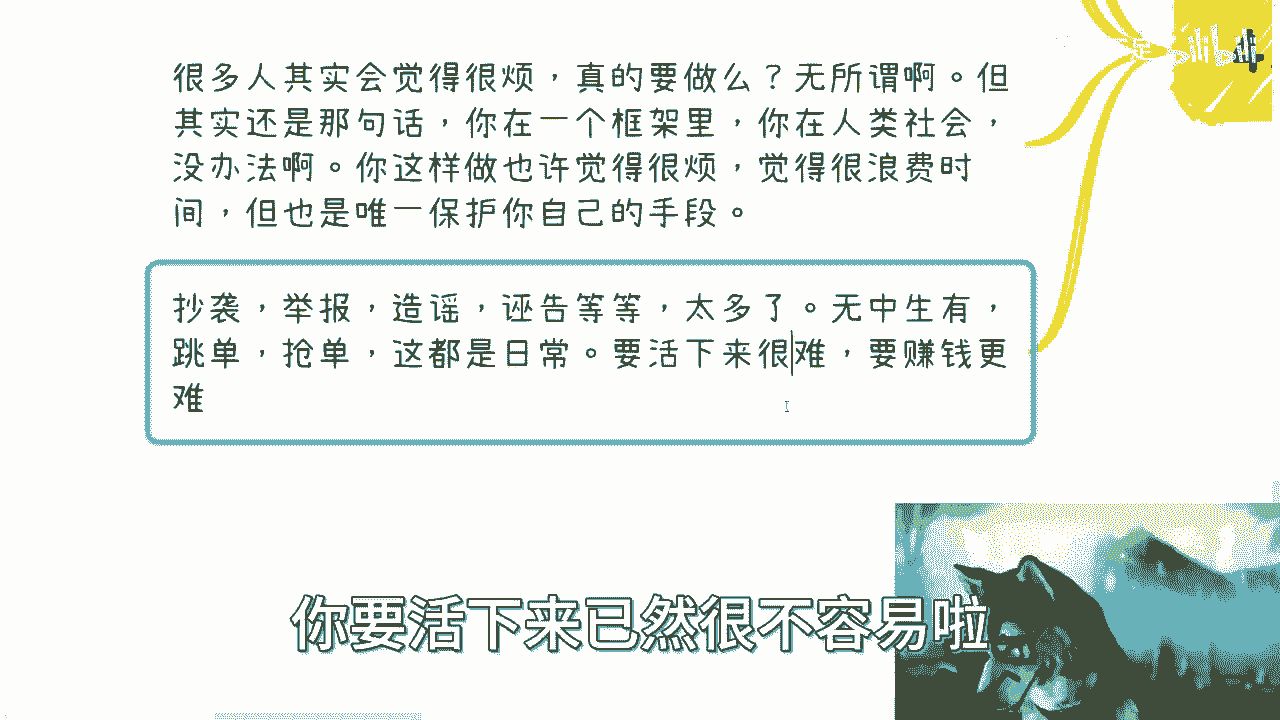 很多人其实会觉得很烦，真的要做么？无所谓啊。但
其实还是那句话，你在一个框架里，你在人类社会，
没办法啊。你这样做也许觉得很烦，觉得很浪费时
间，但也是唯一保护你自己的手段。
抄袭，举报，造谣，诬告等等，太多了。无中生有，
跳单，抢单，这都是日常。要活下来很难，要赚钱更
难
你要活下来已然很不容易啦